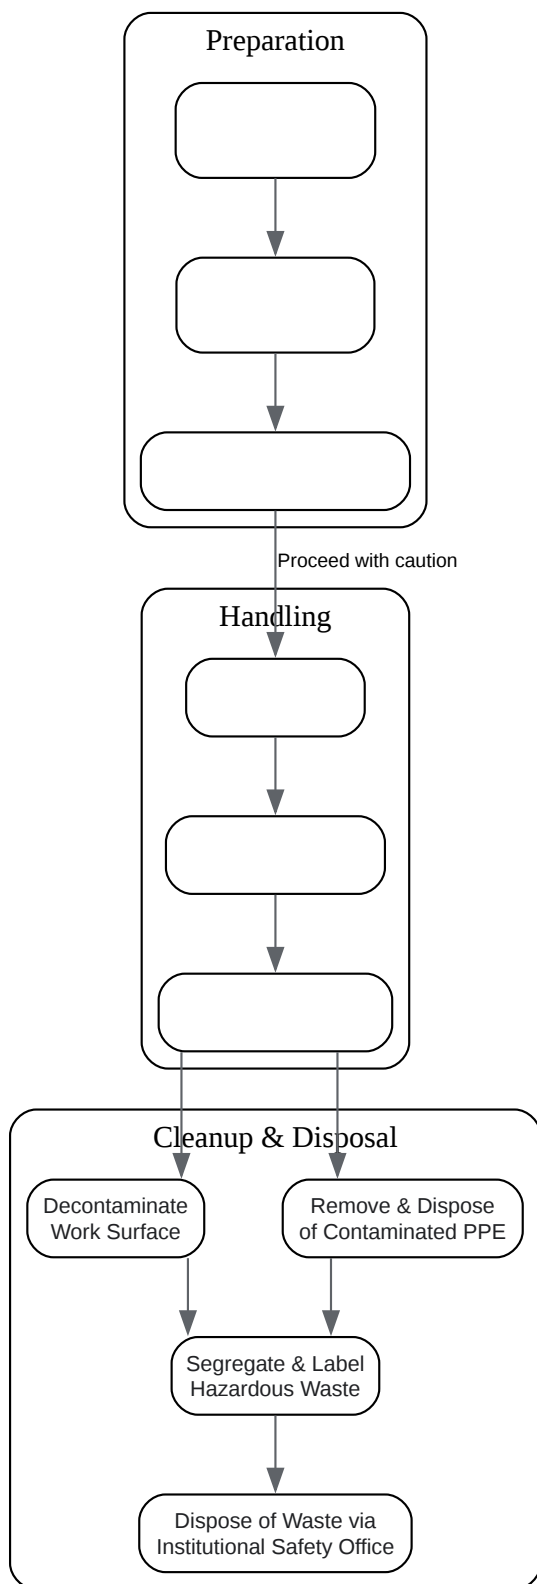 Preparation
Proceed with caution
Handling
Cleanup & Disposal
Decontaminate
Work Surface
Remove & Dispose
of Contaminated PPE
Segregate & Label
Hazardous Waste
Dispose of Waste via
Institutional Safety Office